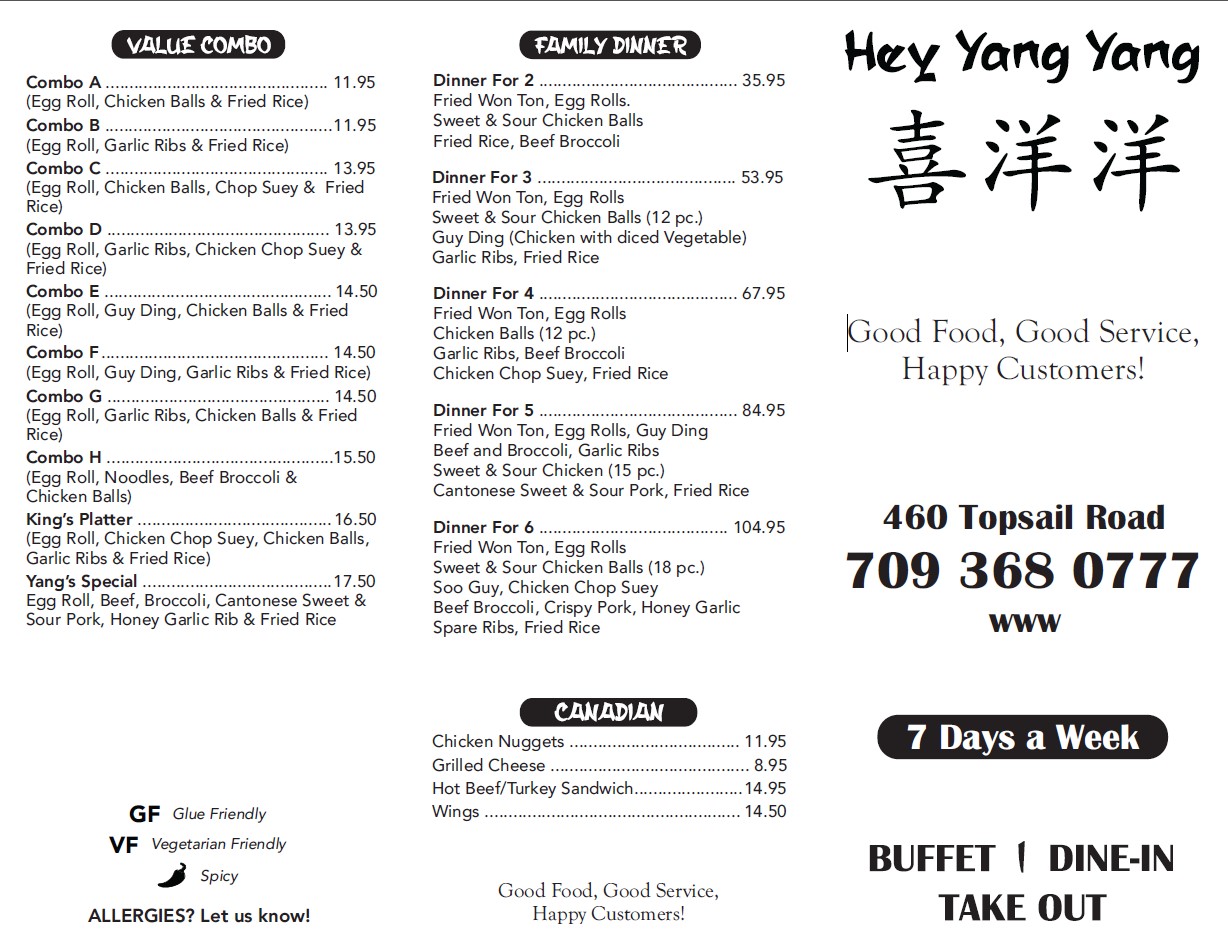 VALUE COMBO
Combo A ............................................... 11.95
(Egg Roll, Chicken Balls & Fried Rice)
Combo B ................................................11.95
(Egg Roll, Garlic Ribs & Fried Rice)
Combo C ............................................... 13.95
(Egg Roll, Chicken Balls, Chop Suey &  Fried
Rice)
Combo D ............................................... 13.95
(Egg Roll, Garlic Ribs, Chicken Chop Suey &
Fried Rice)
Combo E ................................................ 14.50
(Egg Roll, Guy Ding, Chicken Balls & Fried
Rice)
Combo F................................................ 14.50
(Egg Roll, Guy Ding, Garlic Ribs & Fried Rice)
Combo G ............................................... 14.50
(Egg Roll, Garlic Ribs, Chicken Balls & Fried
Rice)
Combo H ................................................15.50
(Egg Roll, Noodles, Beef Broccoli &
Chicken Balls)
King's Platter .........................................16.50
(Egg Roll, Chicken Chop Suey, Chicken Balls,
Garlic Ribs & Fried Rice)
Yang's Special ........................................17.50
Egg Roll, Beef, Broccoli, Cantonese Sweet &
Sour Pork, Honey Garlic Rib & Fried Rice
GF Glue Friendly
VF Vegetarian Friendly
Spicy
ALLERGIES? Let us know!
FAMILY DINNER
Dinner For 2 .......................................... 35.95
Fried Won Ton, Egg Rolls.
Sweet & Sour Chicken Balls
Fried Rice, Beef Broccoli
Dinner For 3 .......................................... 53.95
Fried Won Ton, Egg Rolls
Sweet & Sour Chicken Balls (12 pc.)
Guy Ding (Chicken with diced Vegetable)
Garlic Ribs, Fried Rice
Dinner For 4 .......................................... 67.95
Fried Won Ton, Egg Rolls
Chicken Balls (12 pc.)
Garlic Ribs, Beef Broccoli
Chicken Chop Suey, Fried Rice
Dinner For 5 .......................................... 84.95
Fried Won Ton, Egg Rolls, Guy Ding
Beef and Broccoli, Garlic Ribs
Sweet & Sour Chicken (15 pc.)
Cantonese Sweet & Sour Pork, Fried Rice
Dinner For 6 ........................................ 104.95
Fried Won Ton, Egg Rolls
Sweet & Sour Chicken Balls (18 pc.)
Soo Guy, Chicken Chop Suey
Beef Broccoli, Crispy Pork, Honey Garlic
Spare Ribs, Fried Rice
CANADIAN
Chicken Nuggets .................................... 11.95
Grilled Cheese .......................................... 8.95
Hot Beef/Turkey Sandwich.......................14.95
Wings ...................................................... 14.50
Good Food, Good Service,
Happy Customers!
Hey Yang Yang
喜洋洋
Good Food, Good Service,
Happy Customers!
460 Topsail Road
709 368 0777
www
7 Days a Week
BUFFET | DINE-IN
TAKE OUT